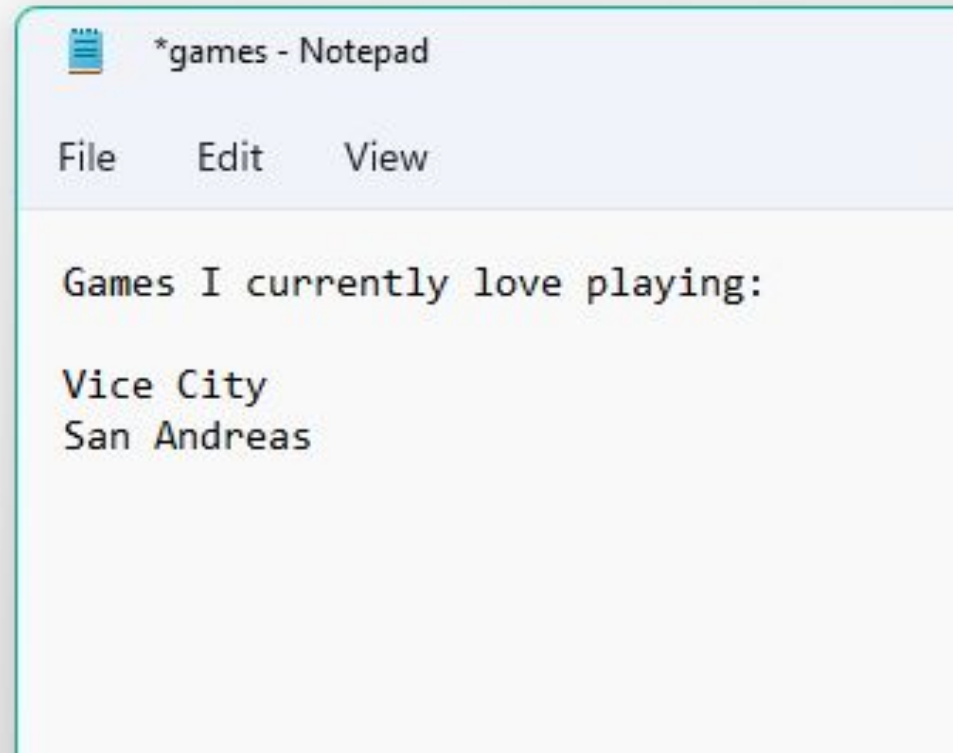 *games - Notepad
File Edit View
Games I currently love playing:
Vice City
San Andreas